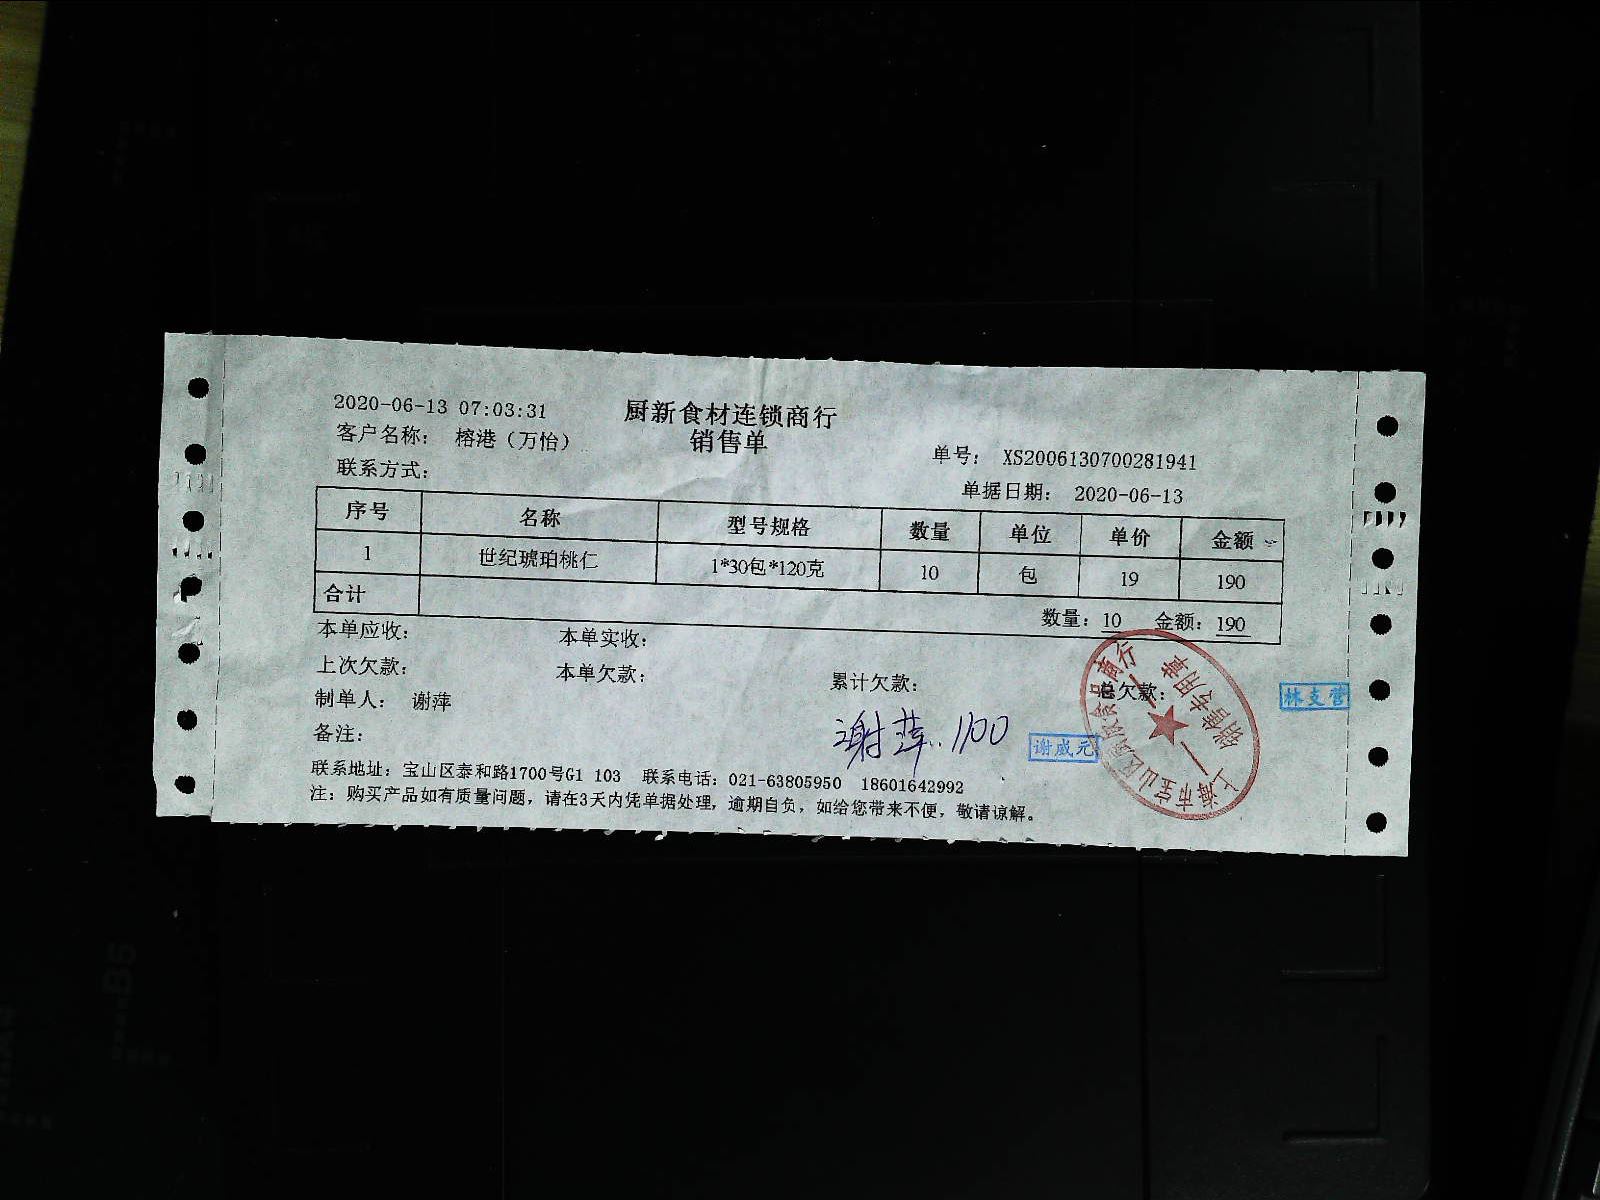 2020-06-13 07:03:31
厨新食材连锁商行
销售单
客户名称： 榕港（万怡）
单号： XS2006130700281941
联系方式：
单据日期： 2020-06-13
序号 名称 型号规格 数量 单位 单价 金额
1 世纪琥珀桃仁 1*30包*120克 10 包 19 190
合计 数量：10 金额：190
本单应收： 本单实收：
上次欠款： 本单欠款： 累计欠款： 总欠款：
制单人： 谢萍
备注：
谢萍 1100
林支营
谢咸元
销售专用章
联系地址：宝山区泰和路1700号G1 103 联系电话：021-63805950 18601642992
注：购买产品如有质量问题，请在3天内凭单据处理，逾期自负，如给您带来不便，敬请谅解。